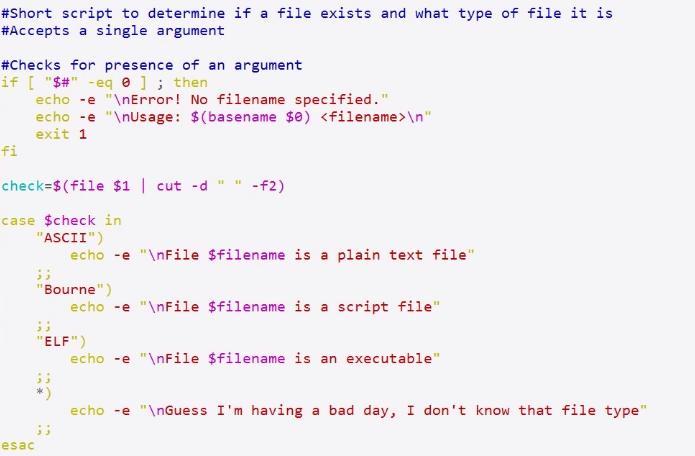 #Short script to determine if a file exists and what type of file it is
#Accepts a single argument

#Checks for presence of an argument
if [ "$#" -eq 0 ] ; then
    echo -e "\nError! No filename specified."
    echo -e "\nUsage: $(basename $0) <filename>\n"
    exit 1
fi

check=$(file $1 | cut -d " " -f2)

case $check in
    "ASCII")
        echo -e "\nFile $filename is a plain text file"
    ;;
    "Bourne")
        echo -e "\nFile $filename is a script file"
    ;;
    "ELF")
        echo -e "\nFile $filename is an executable"
    ;;
    *)
        echo -e "\nGuess I'm having a bad day, I don't know that file type"
    ;;
esac